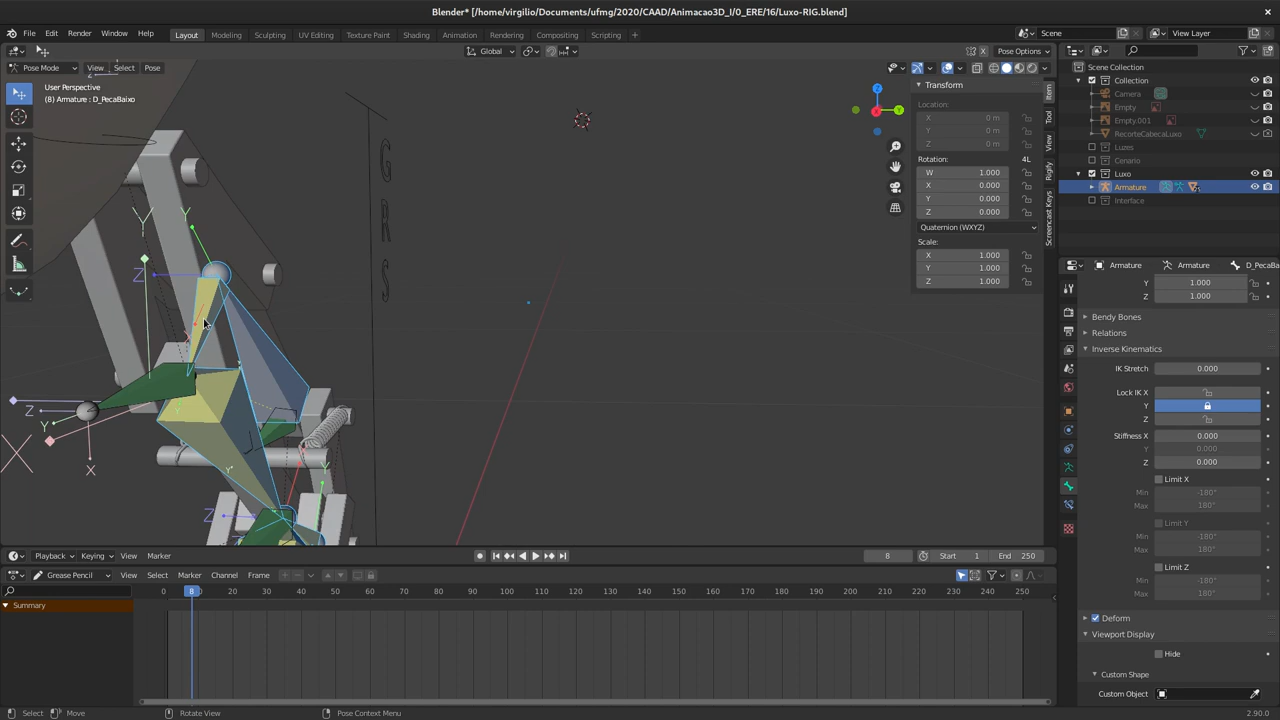 Blender* [/home/virgilio/Documents/ufmg/2020/CAAD/Animacao3D_I/0_ERE/16/Luxo-RIG.blend]
File Edit Render Window Help Layout Modeling Sculpting UV Editing Texture Paint Shading Animation Rendering Compositing Scripting + Scene View Layer
Global Pose Options
Pose Mode View Select Pose
User Perspective
(8) Armature : D_PecaBaixo
G
R
S
Z
Y
X
Transform
Location:
X 0 m
Y 0 m
Z 0 m
Rotation: 4L
W 1.000
X 0.000
Y 0.000
Z 0.000
Quaternion (WXYZ)
Scale:
X 1.000
Y 1.000
Z 1.000
Item
Tool
View
Rigify
Screencast Keys
Scene Collection
Collection
Camera
Empty
Empty.001
RecorteCabecaLuxo
Luzes
Cenario
Luxo
Armature
Interface
Armature Armature D_PecaBa
Y 1.000
Z 1.000
Bendy Bones
Relations
Inverse Kinematics
IK Stretch 0.000
Lock IK X
Y
Z
Stiffness X 0.000
Y 0.000
Z 0.000
Limit X
Min -180°
Max 180°
Limit Y
Min -180°
Max 180°
Limit Z
Min -180°
Max 180°
Deform
Viewport Display
Hide
Custom Shape
Custom Object
Playback Keying View Marker 8 Start 1 End 250
Grease Pencil View Select Marker Channel Frame
0 8 20 30 40 50 60 70 80 90 100 110 120 130 140 150 160 170 180 190 200 210 220 230 240 250
Summary
Select Move Rotate View Pose Context Menu 2.90.0